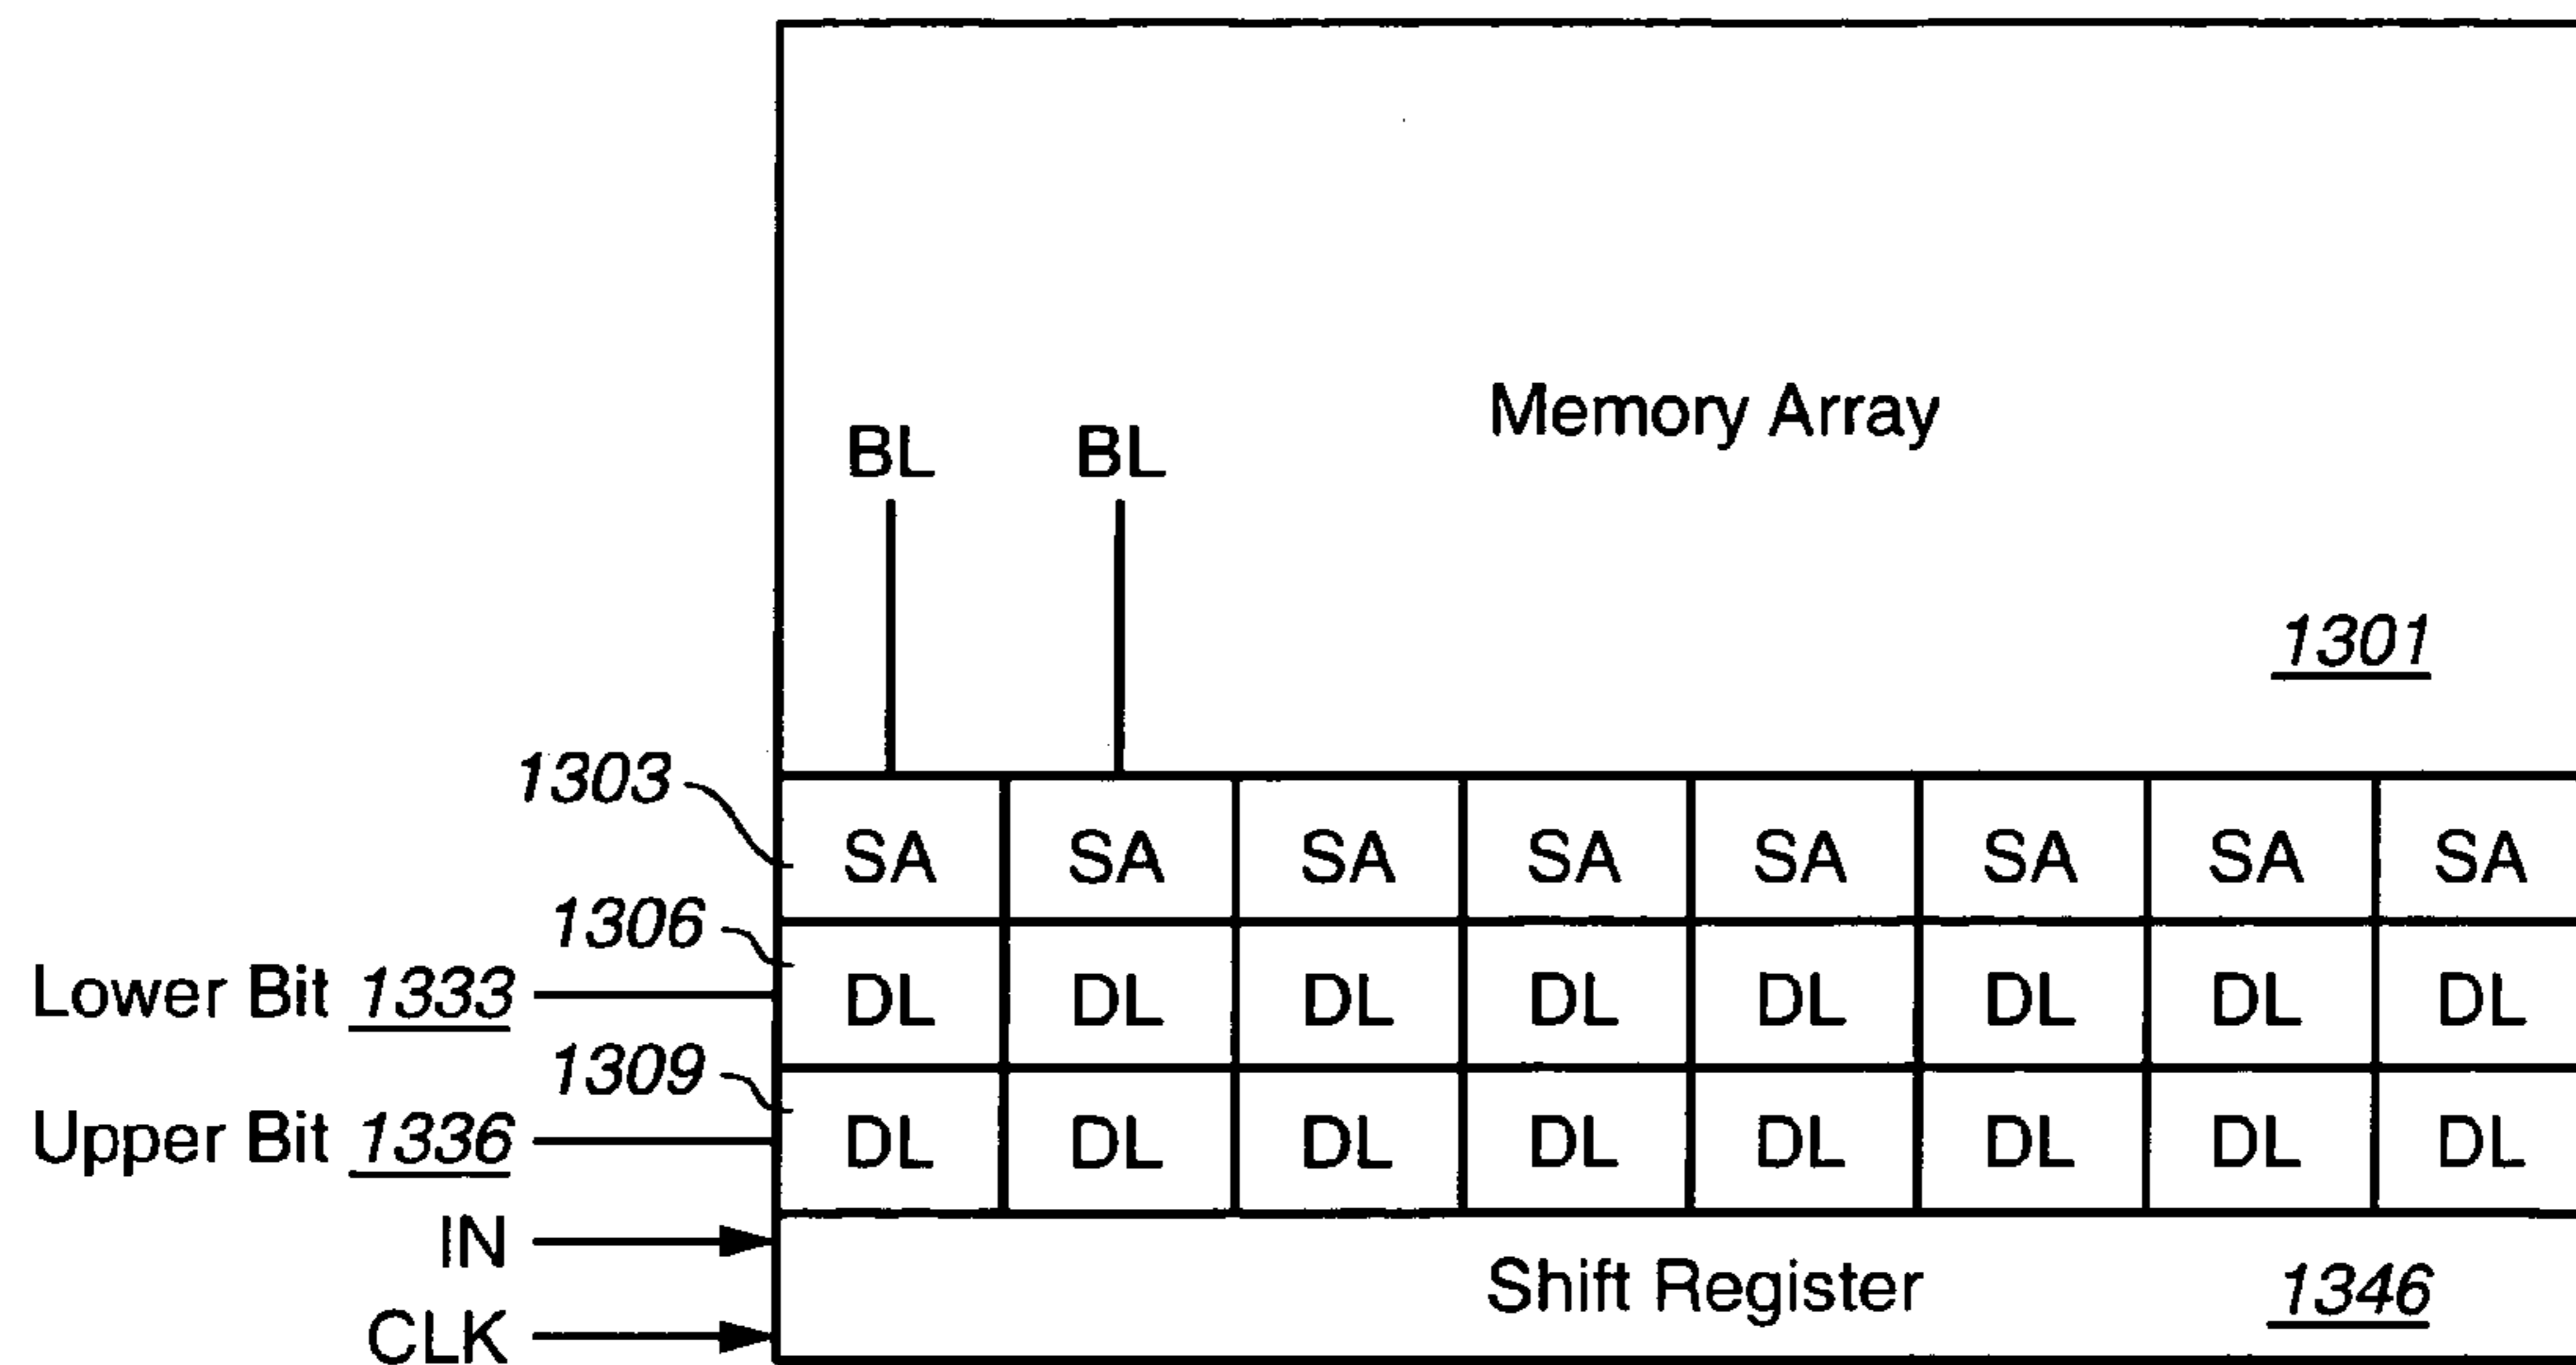 Memory Array
BL BL
1301
1303
SA SA SA SA SA SA SA SA
1306
Lower Bit 1333
DL DL DL DL DL DL DL DL
1309
Upper Bit 1336
DL DL DL DL DL DL DL DL
IN
Shift Register 1346
CLK